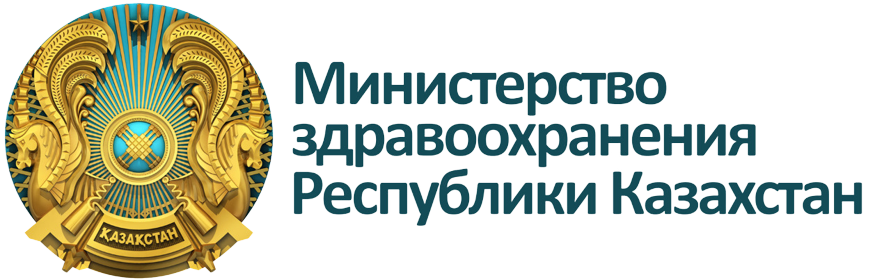 ҚАЗАҚСТАН
Министерство
здравоохранения
Республики Казахстан